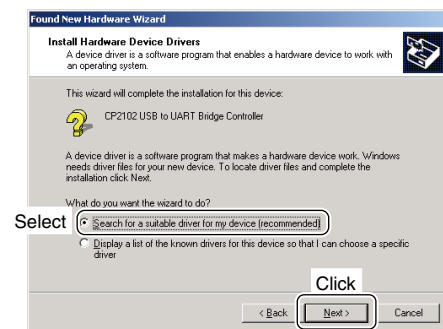 Found New Hardware Wizard
Install Hardware Device Drivers
A device driver is a software program that enables a hardware device to work with
an operating system.
This wizard will complete the installation for this device:
CP2102 USB to UART Bridge Controller
A device driver is a software program that makes a hardware device work. Windows
needs driver files for your new device. To locate driver files and complete the
installation click Next.
What do you want the wizard to do?
Select
Search for a suitable driver for my device (recommended)
Display a list of the known drivers for this device so that I can choose a specific
driver
Click
< Back
Next >
Cancel